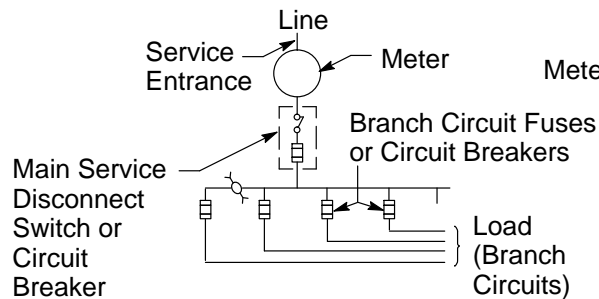 Line
Service
Entrance
Meter
Main Service
Disconnect
Switch or
Circuit
Breaker
Branch Circuit Fuses
or Circuit Breakers
Load
(Branch
Circuits)